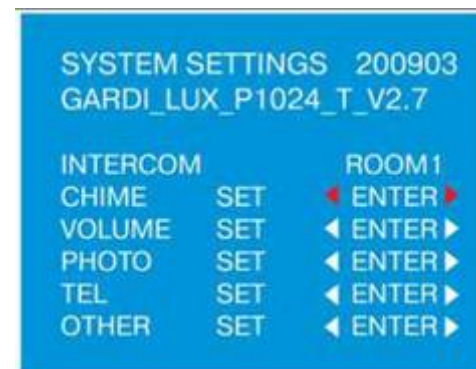 SYSTEM SETTINGS 200903
GARDI_LUX_P1024_T_V2.7
INTERCOM ROOM1
CHIME SET ENTER
VOLUME SET ENTER
PHOTO SET ENTER
TEL SET ENTER
OTHER SET ENTER